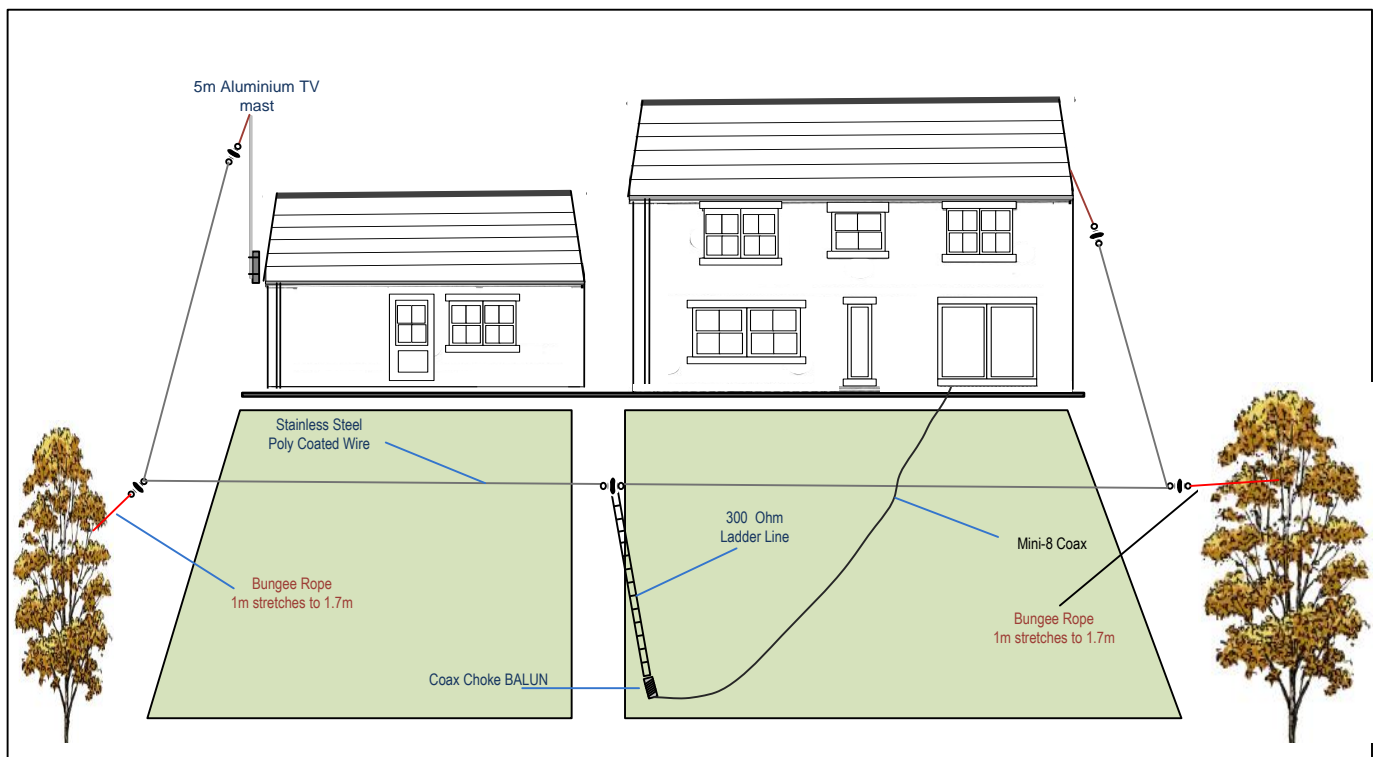 5m Aluminium TV
mast
Stainless Steel
Poly Coated Wire
300  Ohm
Ladder Line
Mini-8 Coax
Bungee Rope
1m stretches to 1.7m
Bungee Rope
1m stretches to 1.7m
Coax Choke BALUN